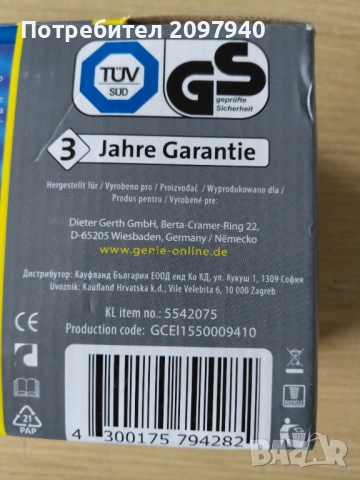 Потребител 2097940
TÜV
SÜD
GS
geprüfte
Sicherheit
3 Jahre Garantie
Hergestellt für / Vyrobeno pro / Proizvođač / Wyprodukowano dla /
Produs pentru / Vyrobené pre:
Dieter Gerth GmbH, Berta-Cramer-Ring 22,
D-65205 Wiesbaden, Germany / Německo
www.genie-online.de
Дистрибутор: Кауфланд България ЕООД енд Ко КД, ул. Кукуш 1, 1309 София
Uvoznik: Kaufland Hrvatska k.d., Vile Velebita 6, 10 000 Zagreb
KL item no.: 5542075
Production code: GCEI1550009410
CE
21
PAP
4 300175 794282
BAZAR